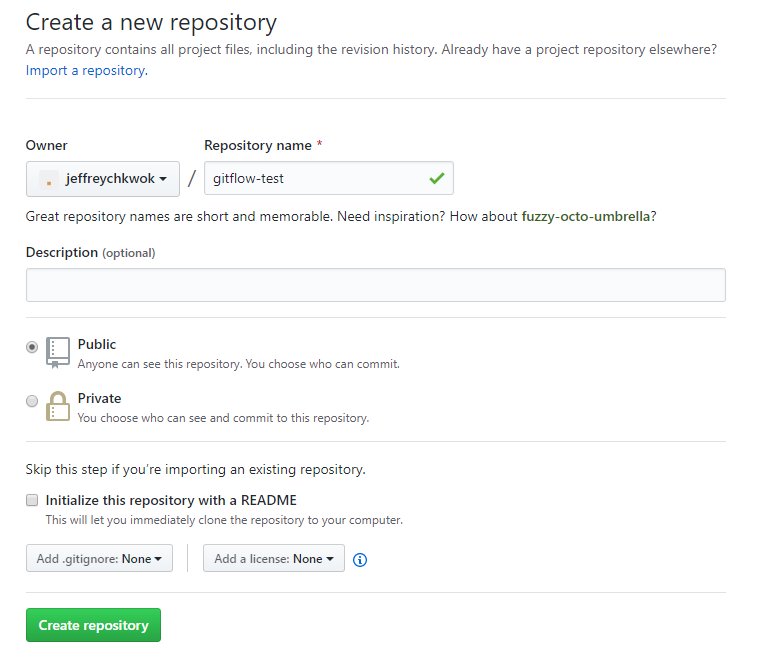 Create a new repository
A repository contains all project files, including the revision history. Already have a project repository elsewhere?
Import a repository.
Owner
Repository name *
jeffreychkwok
/
gitflow-test
Great repository names are short and memorable. Need inspiration? How about fuzzy-octo-umbrella?
Description (optional)
Public
Anyone can see this repository. You choose who can commit.
Private
You choose who can see and commit to this repository.
Skip this step if you’re importing an existing repository.
Initialize this repository with a README
This will let you immediately clone the repository to your computer.
Add .gitignore: None
Add a license: None
Create repository